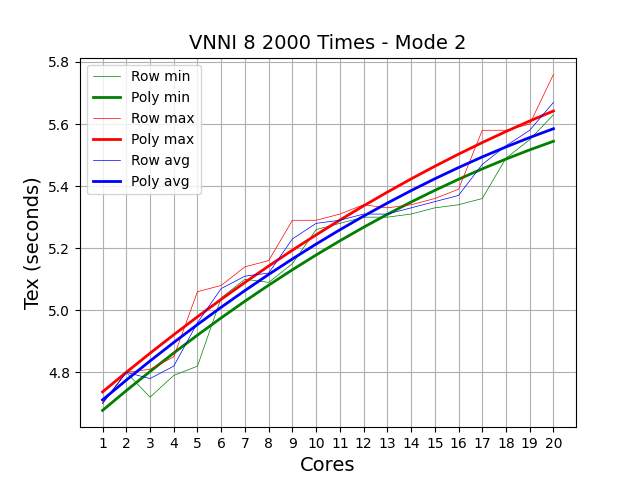 VNNI 8 2000 Times - Mode 2
Row min
Poly min
Row max
Poly max
Row avg
Poly avg
Tex (seconds)
5.8
5.6
5.4
5.2
5.0
4.8
1 2 3 4 5 6 7 8 9 10 11 12 13 14 15 16 17 18 19 20
Cores